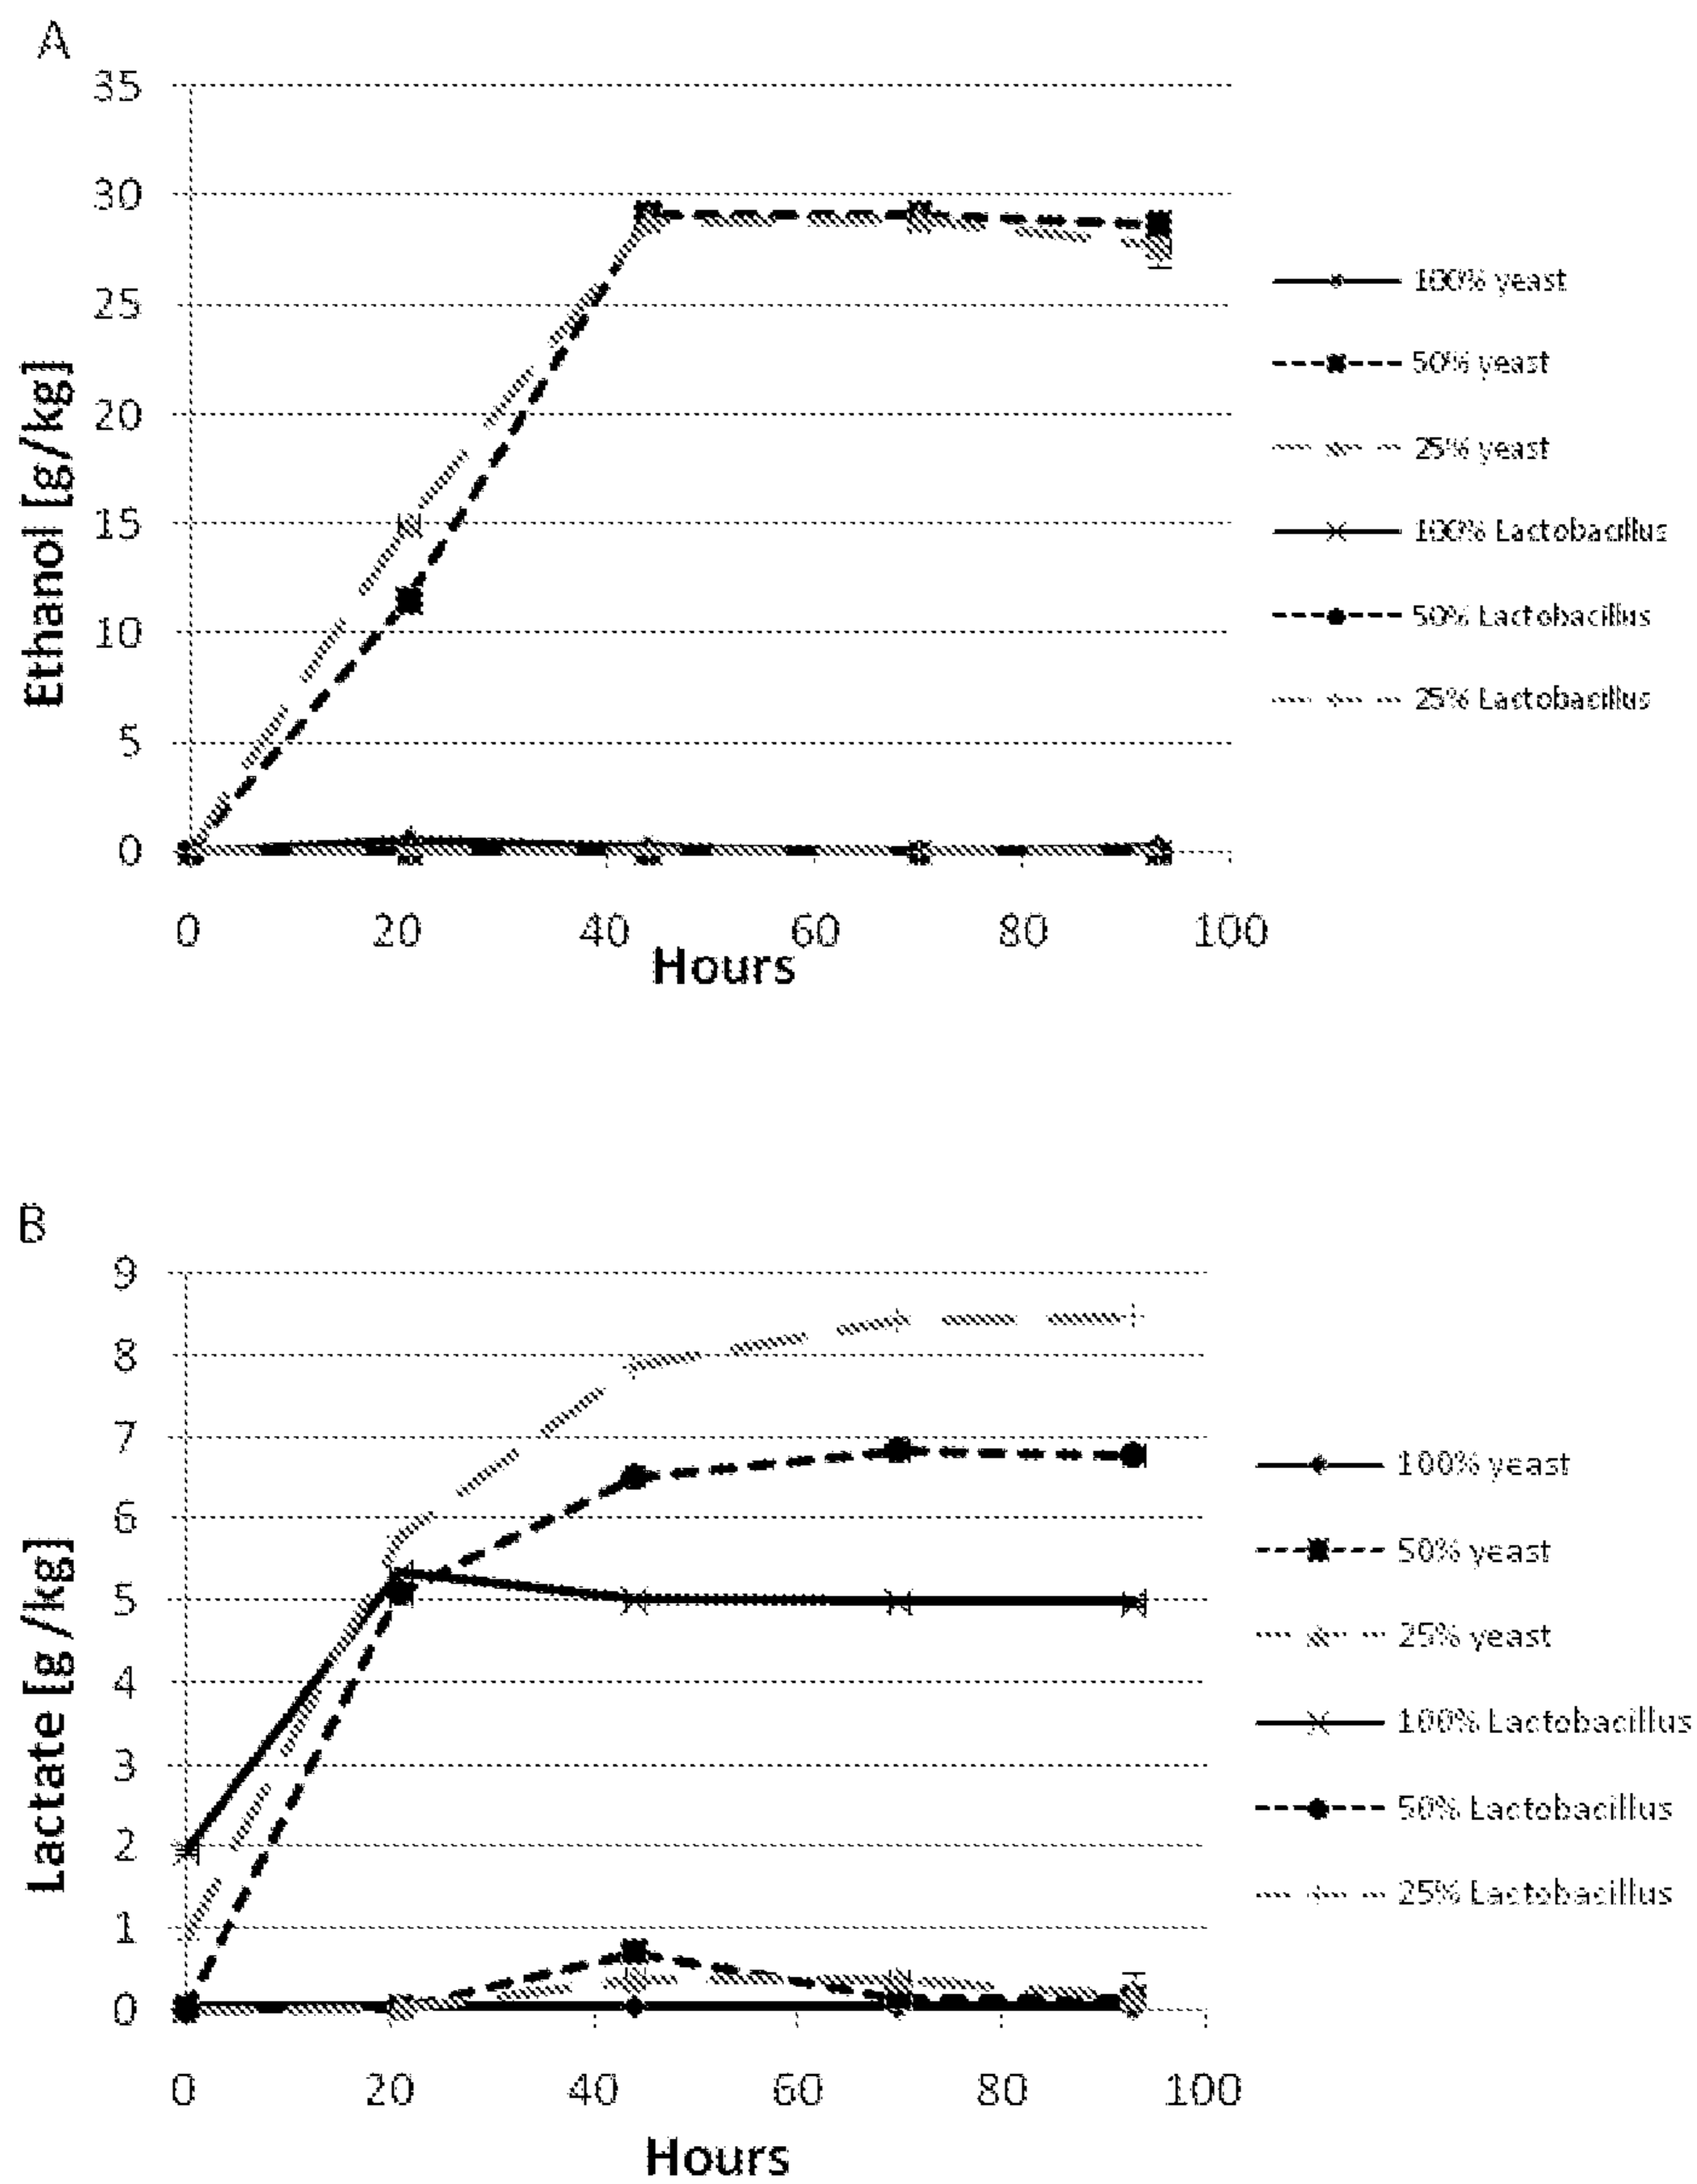 A
35
30
25
20
15
10
5
0
Ethanol [g/kg]
0 20 40 60 80 100
Hours
100% yeast
50% yeast
25% yeast
100% Lactobacillus
50% Lactobacillus
25% Lactobacillus
B
9
8
7
6
5
4
3
2
1
0
Lactate [g/kg]
0 20 40 60 80 100
Hours
100% yeast
50% yeast
25% yeast
100% Lactobacillus
50% Lactobacillus
25% Lactobacillus